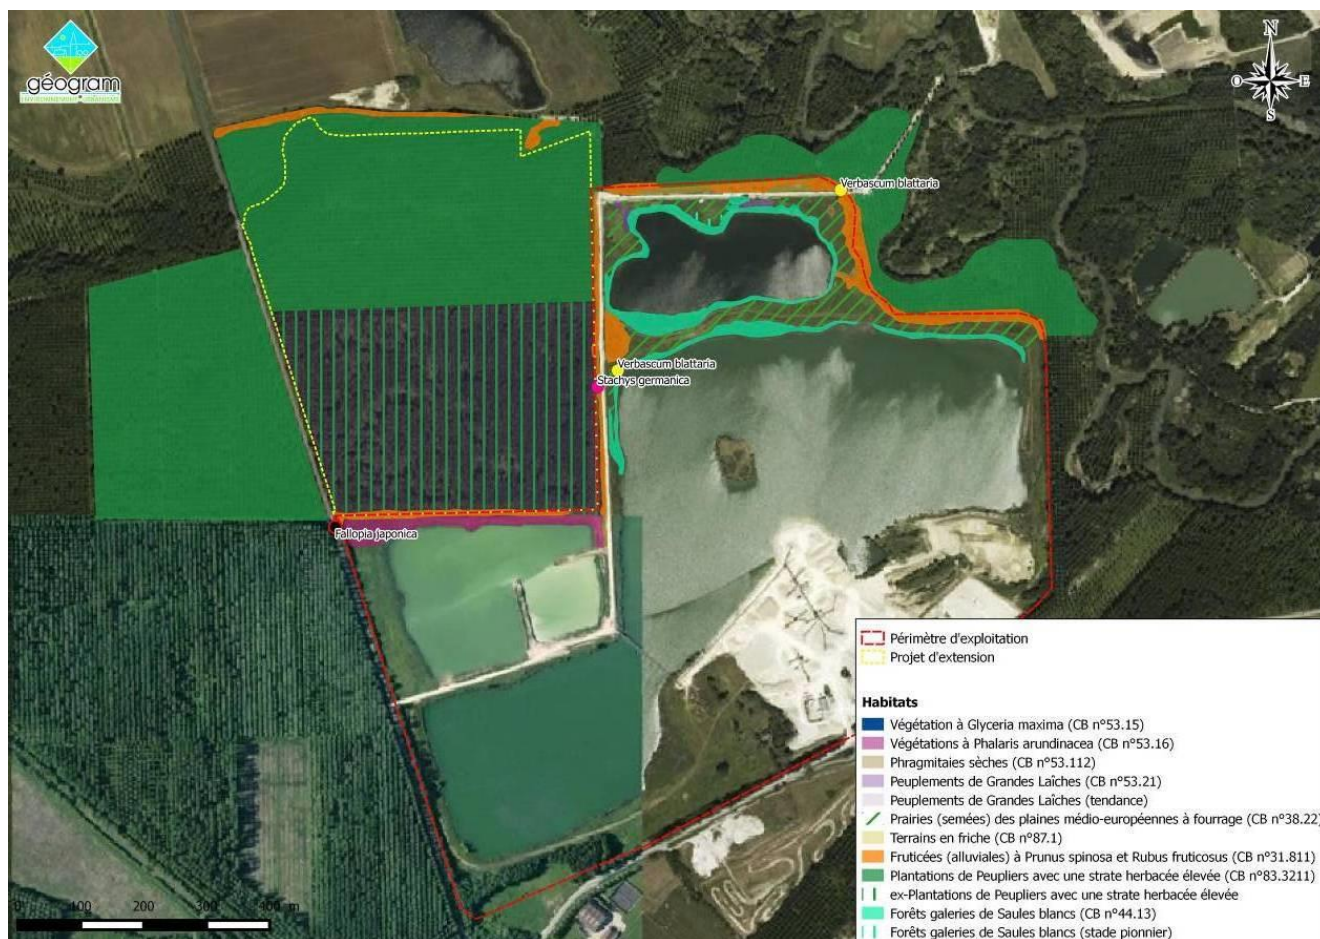 géogram
N
O
E
S
Verbascum blattaria
Verbascum blattaria
Stachys germanica
Fallopia japonica
Périmètre d'exploitation
Projet d'extension
Habitats
Végétation à Glyceria maxima (CB n°53.15)
Végétations à Phalaris arundinacea (CB n°53.16)
Phragmitaies sèches (CB n°53.112)
Peuplements de Grandes Laîches (CB n°53.21)
Peuplements de Grandes Laîches (tendance)
Prairies (semées) des plaines médio-européennes à fourrage (CB n°38.22)
Terrains en friche (CB n°87.1)
Fruticées (alluviales) à Prunus spinosa et Rubus fruticosus (CB n°31.811)
Plantations de Peupliers avec une strate herbacée élevée (CB n°83.3211)
ex-Plantations de Peupliers avec une strate herbacée élevée
Forêts galeries de Saules blancs (CB n°44.13)
Forêts galeries de Saules blancs (stade pionnier)
0 100 200 300 400 m